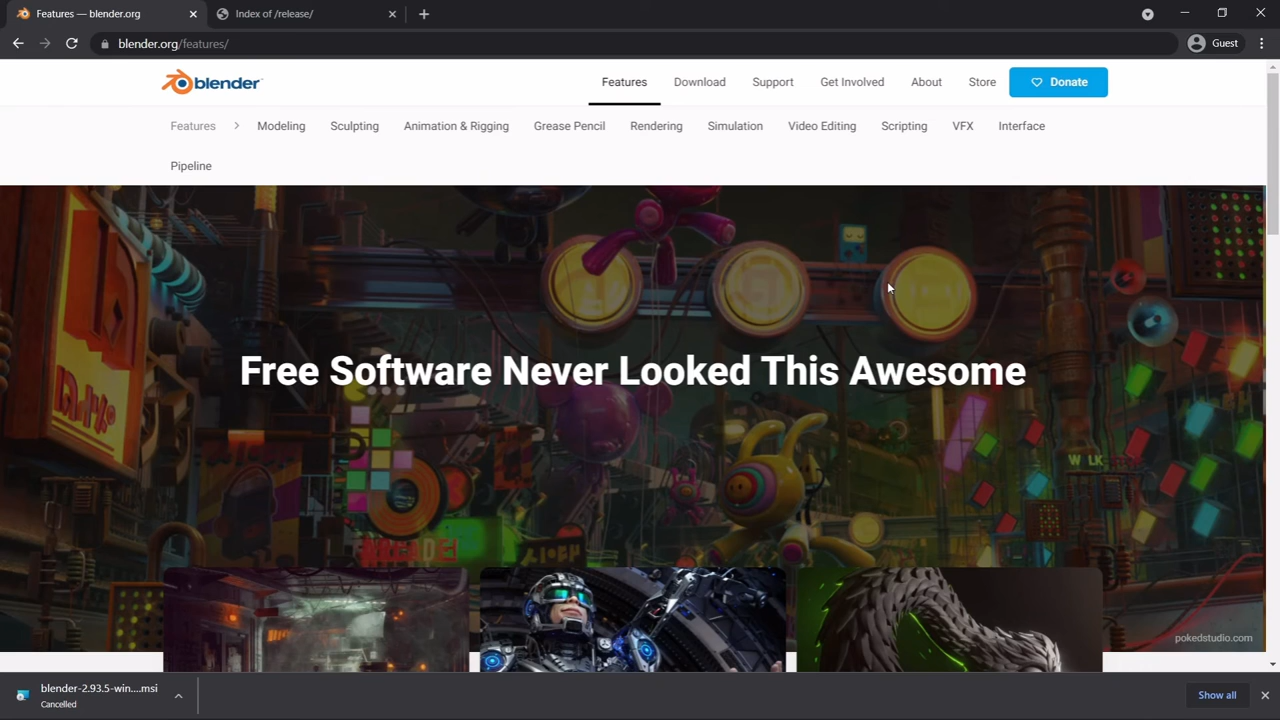 Features — blender.org
Index of /release/
blender.org/features/
Guest
blender
Features
Download
Support
Get Involved
About
Store
Donate
Features
Modeling
Sculpting
Animation & Rigging
Grease Pencil
Rendering
Simulation
Video Editing
Scripting
VFX
Interface
Pipeline
Free Software Never Looked This Awesome
ARCADE!
pokedstudio.com
blender-2.93.5-win....msi
Cancelled
Show all